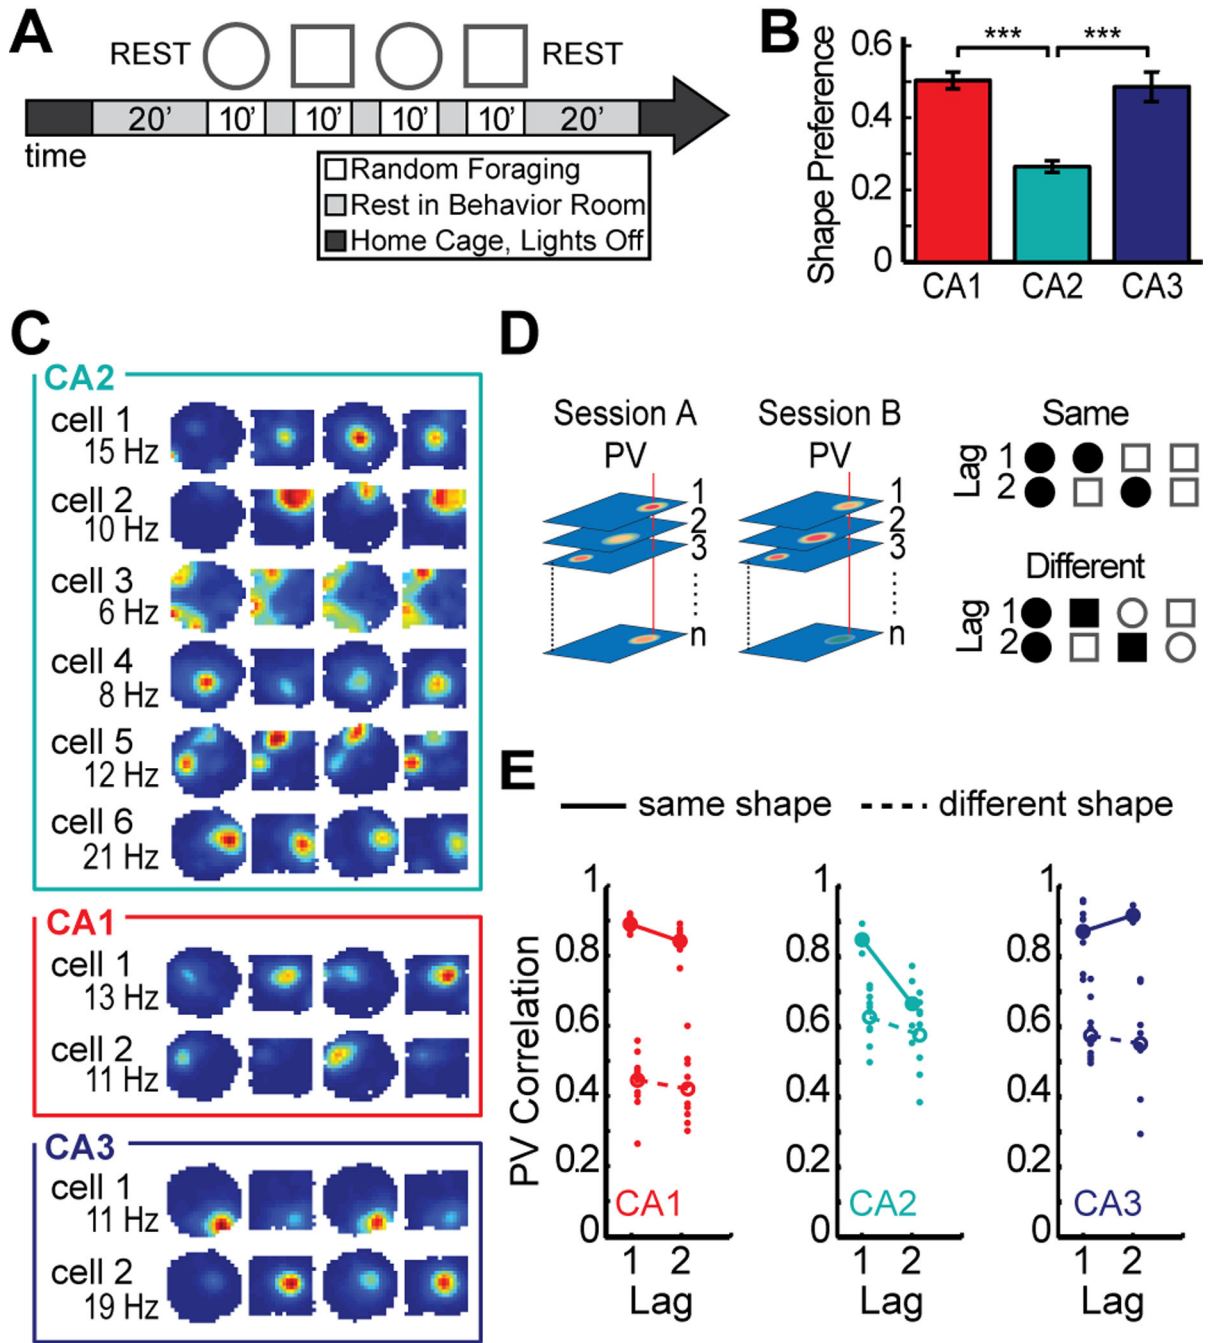 A
REST
REST
20'
10'
10'
10'
10'
20'
time
Random Foraging
Rest in Behavior Room
Home Cage, Lights Off
B
Shape Preference
0.6
0.4
0.2
0
***
***
CA1
CA2
CA3
C
CA2
cell 1
15 Hz
cell 2
10 Hz
cell 3
6 Hz
cell 4
8 Hz
cell 5
12 Hz
cell 6
21 Hz
CA1
cell 1
13 Hz
cell 2
11 Hz
CA3
cell 1
11 Hz
cell 2
19 Hz
D
Session A
PV
1
2
3
n
Session B
PV
1
2
3
n
Same
Lag
1
2
Different
Lag
1
2
E
same shape
different shape
PV Correlation
1
0.8
0.6
0.4
0.2
0
CA1
1 2
Lag
1
0.8
0.6
0.4
0.2
0
CA2
1 2
Lag
1
0.8
0.6
0.4
0.2
0
CA3
1 2
Lag